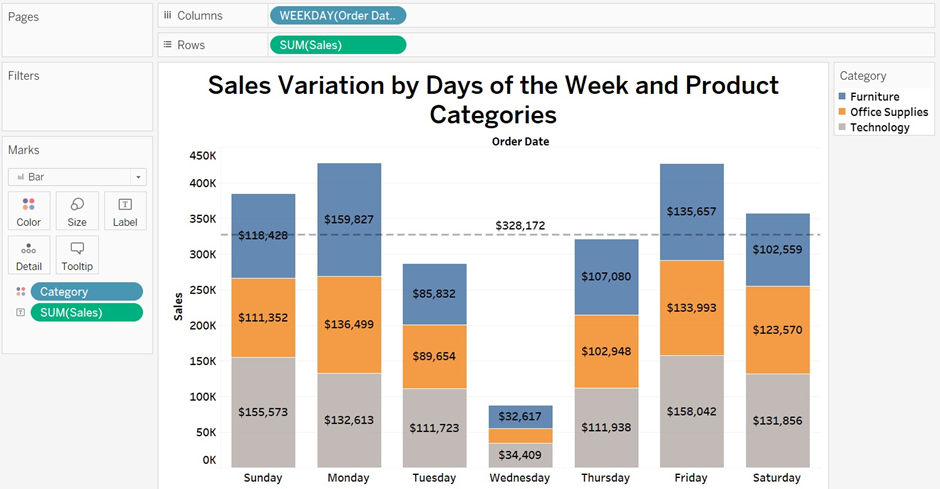 Pages
iii Columns
WEEKDAY(Order Dat..
Rows
SUM(Sales)
Filters
Marks
Bar
Color
Size
Label
Detail
Tooltip
Category
SUM(Sales)
Sales Variation by Days of the Week and Product
Categories
Order Date
Sales
450K
400K
350K
300K
250K
200K
150K
100K
50K
0K
$328,172
$118,428
$111,352
$155,573
$159,827
$136,499
$132,613
$85,832
$89,654
$111,723
$32,617
$34,409
$107,080
$102,948
$111,938
$135,657
$133,993
$158,042
$102,559
$123,570
$131,856
Sunday
Monday
Tuesday
Wednesday
Thursday
Friday
Saturday
Category
Furniture
Office Supplies
Technology